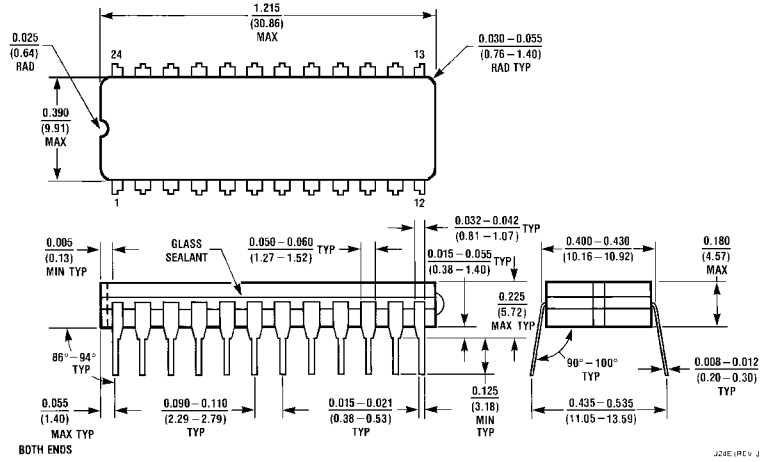 1.215
(30.86)
MAX
0.025
(0.64)
RAD
24
13
0.030–0.055
(0.76–1.40)
RAD TYP
0.390
(9.91)
MAX
1
12
0.005
(0.13)
MIN TYP
GLASS
SEALANT
0.050–0.060
(1.27–1.52)
TYP
0.032–0.042
(0.81–1.07)
TYP
0.015–0.055
(0.38–1.40)
TYP
0.400–0.430
(10.16–10.92)
0.180
(4.57)
MAX
0.225
(5.72)
MAX TYP
86°–94°
TYP
90°–100°
TYP
0.008–0.012
(0.20–0.30)
TYP
0.055
(1.40)
MAX TYP
BOTH ENDS
0.090–0.110
(2.29–2.79)
TYP
0.015–0.021
(0.38–0.53)
TYP
0.125
(3.18)
MIN
TYP
0.435–0.535
(11.05–13.59)
J24E (REV J